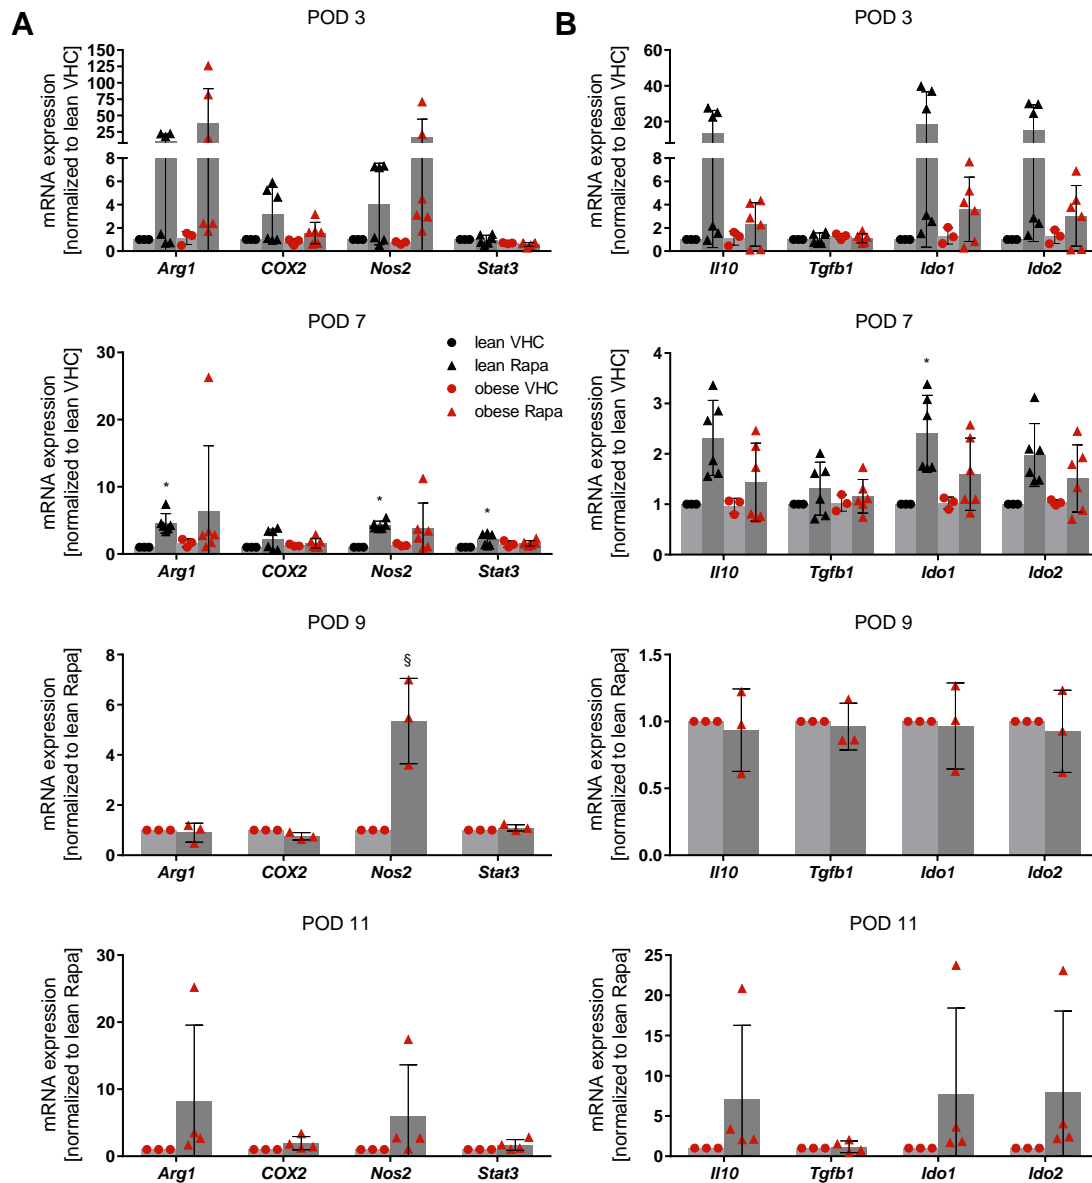 A
POD 3
mRNA expression
[normalized to lean VHC]
150
125
100
75
50
25
8
6
4
2
0
Arg1 COX2 Nos2 Stat3
POD 7
mRNA expression
[normalized to lean VHC]
30
20
10
0
* * *
lean VHC
lean Rapa
obese VHC
obese Rapa
Arg1 COX2 Nos2 Stat3
POD 9
mRNA expression
[normalized to lean Rapa]
8
6
4
2
0
§
Arg1 COX2 Nos2 Stat3
POD 11
mRNA expression
[normalized to lean Rapa]
30
20
10
0
Arg1 COX2 Nos2 Stat3
B
POD 3
mRNA expression
[normalized to lean VHC]
60
40
20
8
6
4
2
0
Il10 Tgfb1 Ido1 Ido2
POD 7
mRNA expression
[normalized to lean VHC]
4
3
2
1
0
*
Il10 Tgfb1 Ido1 Ido2
POD 9
mRNA expression
[normalized to lean Rapa]
1.5
1.0
0.5
0.0
Il10 Tgfb1 Ido1 Ido2
POD 11
mRNA expression
[normalized to lean Rapa]
25
20
15
10
5
0
Il10 Tgfb1 Ido1 Ido2